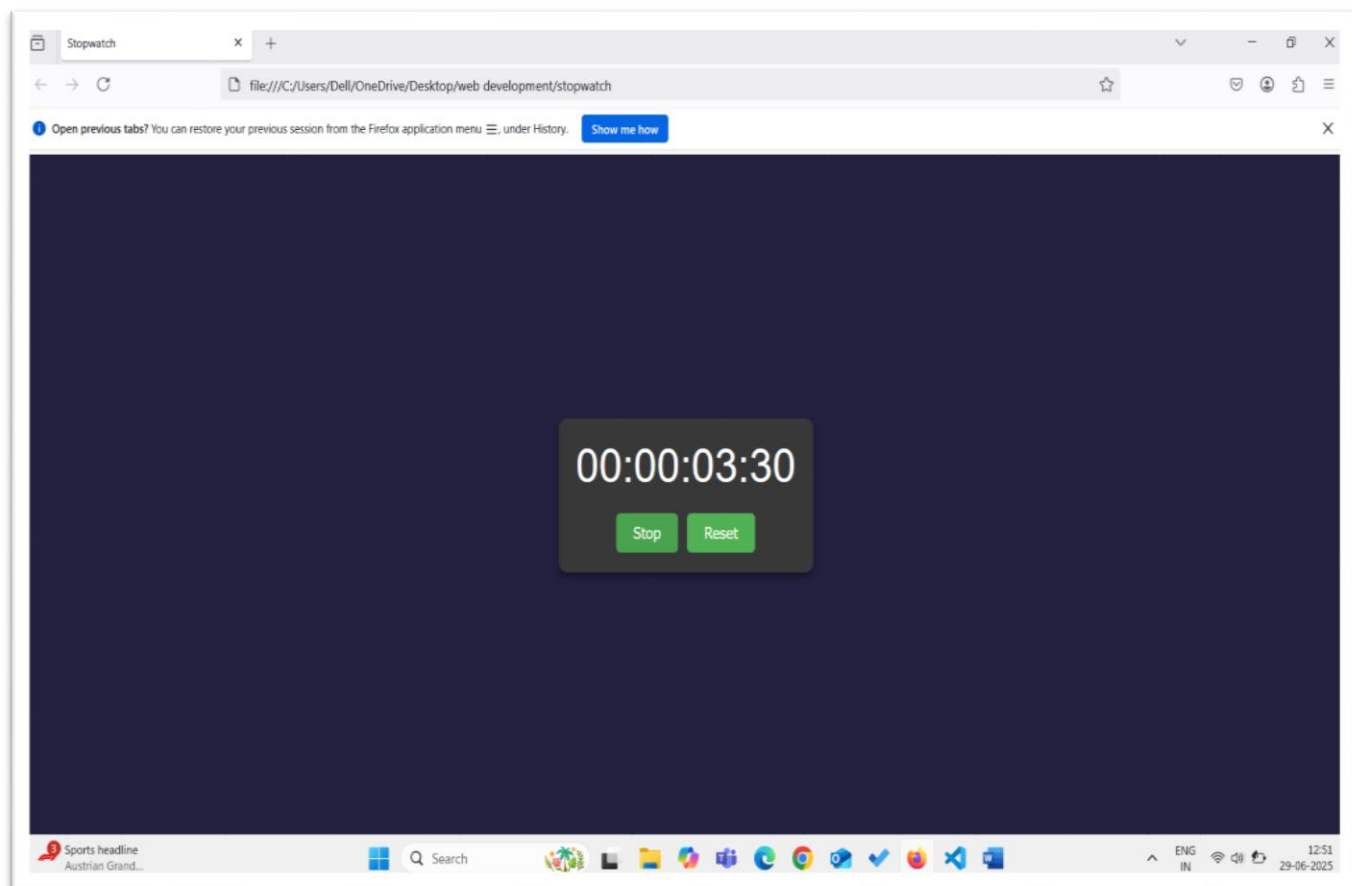 Stopwatch
file:///C:/Users/Dell/OneDrive/Desktop/web development/stopwatch
Open previous tabs? You can restore your previous session from the Firefox application menu ☰, under History. Show me how
00:00:03:30
Stop Reset
3 Sports headline
Austrian Grand...
Search
ENG
IN
12:51
29-06-2025